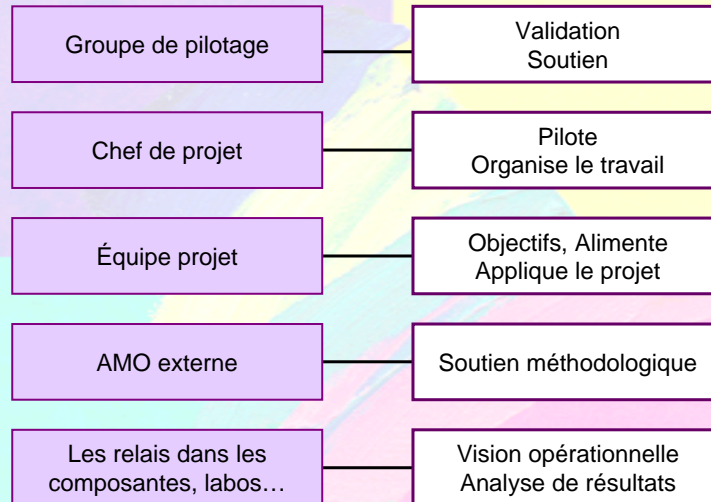 Groupe de pilotage
Validation
Soutien
Chef de projet
Pilote
Organise le travail
Équipe projet
Objectifs, Alimente
Applique le projet
AMO externe
Soutien méthodologique
Les relais dans les
composantes, labos…
Vision opérationnelle
Analyse de résultats